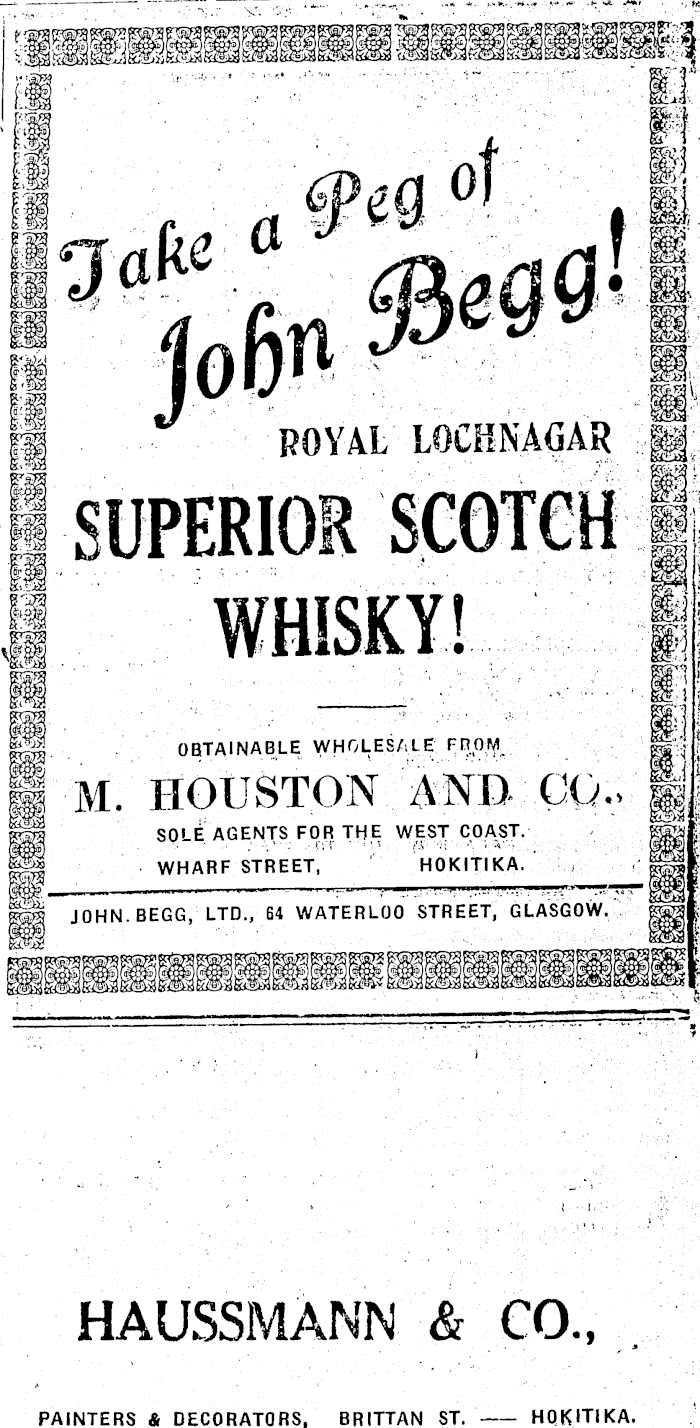 Take a Peg of
John Begg!
ROYAL LOCHNAGAR
SUPERIOR SCOTCH
WHISKY!
OBTAINABLE WHOLESALE FROM
M. HOUSTON AND CO.,
SOLE AGENTS FOR THE WEST COAST.
WHARF STREET, HOKITIKA.
JOHN BEGG, LTD., 64 WATERLOO STREET, GLASGOW.
HAUSSMANN & CO.,
PAINTERS & DECORATORS, BRITTAN ST. —— HOKITIKA.